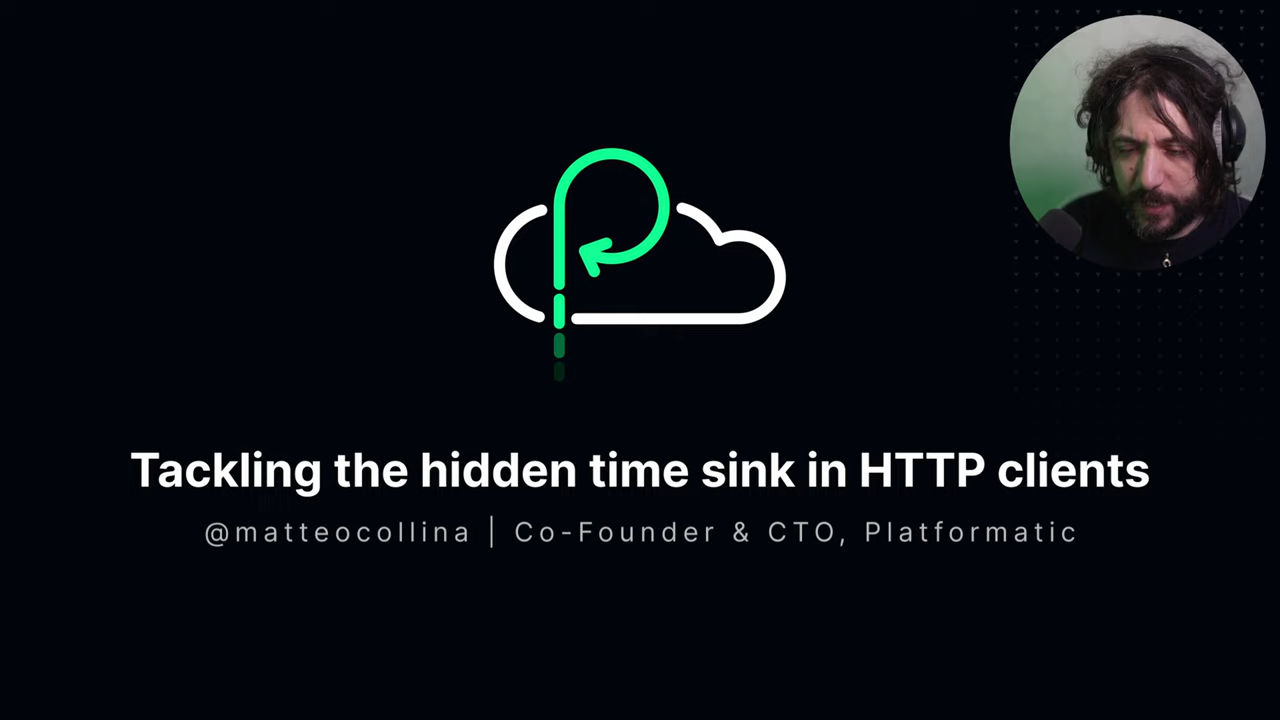 Tackling the hidden time sink in HTTP clients
@matteocollina | Co-Founder & CTO, Platformatic